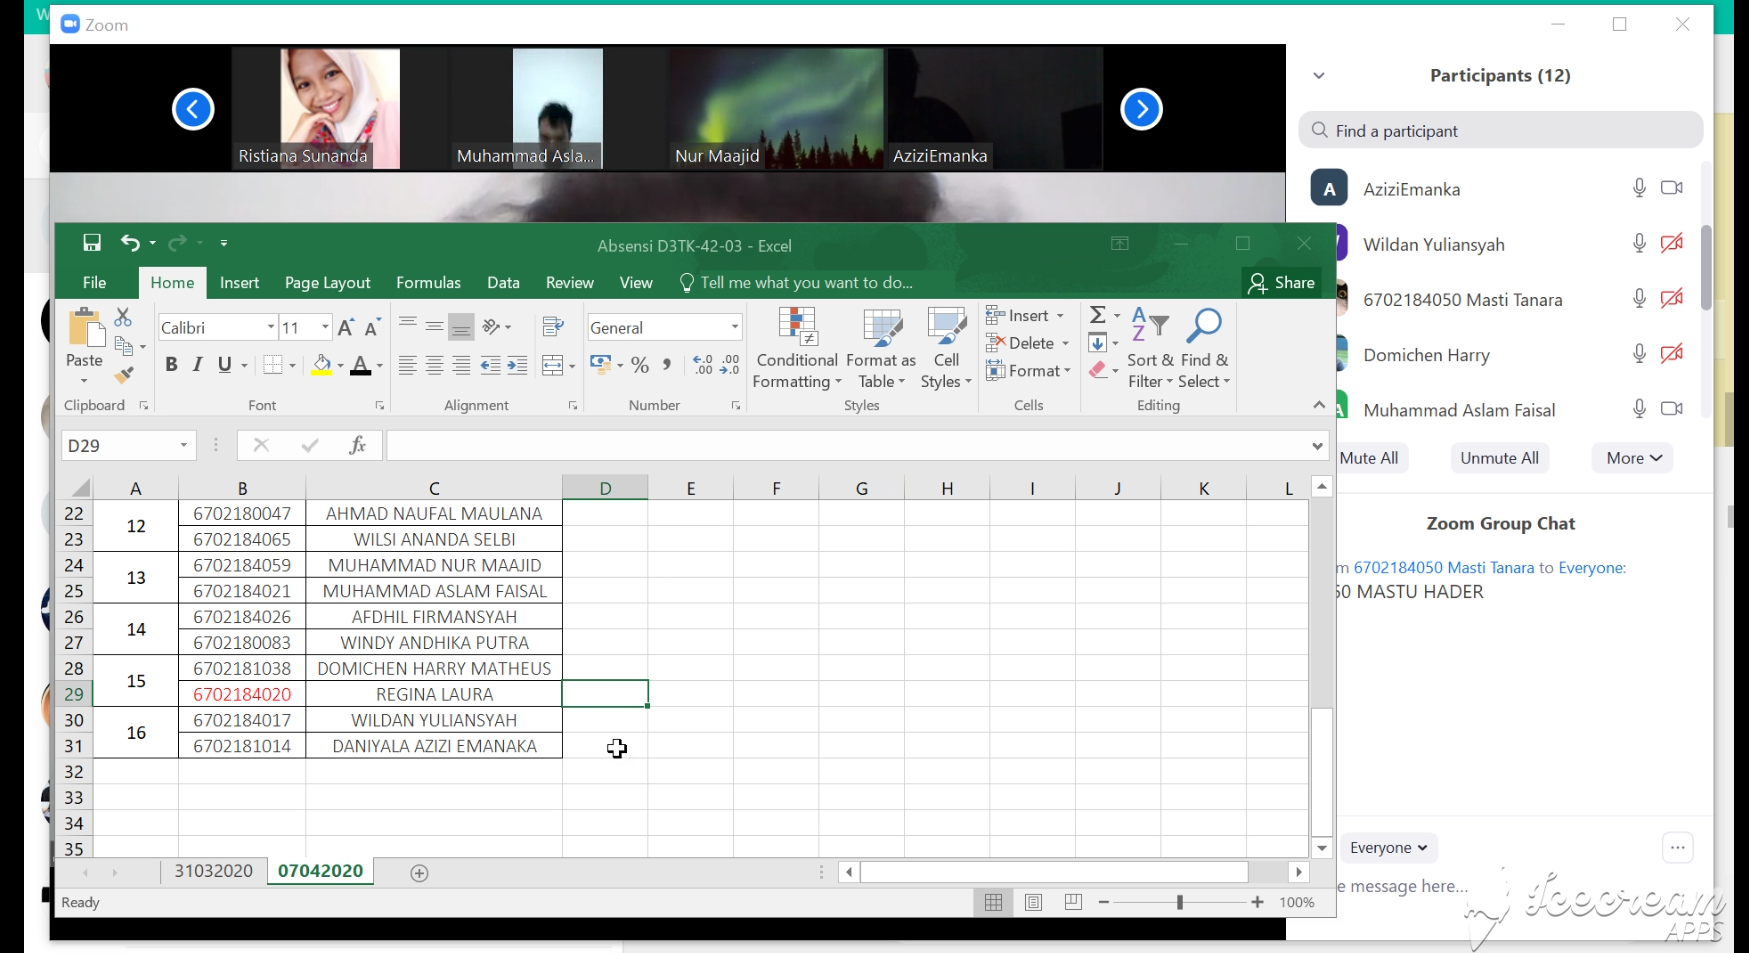 W
Zoom
Ristiana Sunanda
Muhammad Asla...
Nur Maajid
AziziEmanka
Participants (12)
Find a participant
A AziziEmanka
Wildan Yuliansyah
6702184050 Masti Tanara
Domichen Harry
A Muhammad Aslam Faisal
Mute All Unmute All More
Zoom Group Chat
m 6702184050 Masti Tanara to Everyone:
50 MASTU HADER
Everyone
e message here...
Absensi D3TK-42-03 - Excel
File Home Insert Page Layout Formulas Data Review View Tell me what you want to do... Share
Paste
Clipboard
Calibri 11 A A
B I U A
Font
Alignment
General
% , .0 .00 .00 .0
Number
Conditional Formatting
Format as Table
Cell Styles
Styles
Insert
Delete
Format
Cells
Σ A Z
Sort & Filter
Find & Select
Editing
D29 fx
A B C D E F G H I J K L
22 12 6702180047 AHMAD NAUFAL MAULANA
23 6702184065 WILSI ANANDA SELBI
24 13 6702184059 MUHAMMAD NUR MAAJID
25 6702184021 MUHAMMAD ASLAM FAISAL
26 14 6702184026 AFDHIL FIRMANSYAH
27 6702180083 WINDY ANDHIKA PUTRA
28 15 6702181038 DOMICHEN HARRY MATHEUS
29 6702184020 REGINA LAURA
30 16 6702184017 WILDAN YULIANSYAH
31 6702181014 DANIYALA AZIZI EMANAKA
32
33
34
35
31032020 07042020
Ready
100%
Icecream
APPS